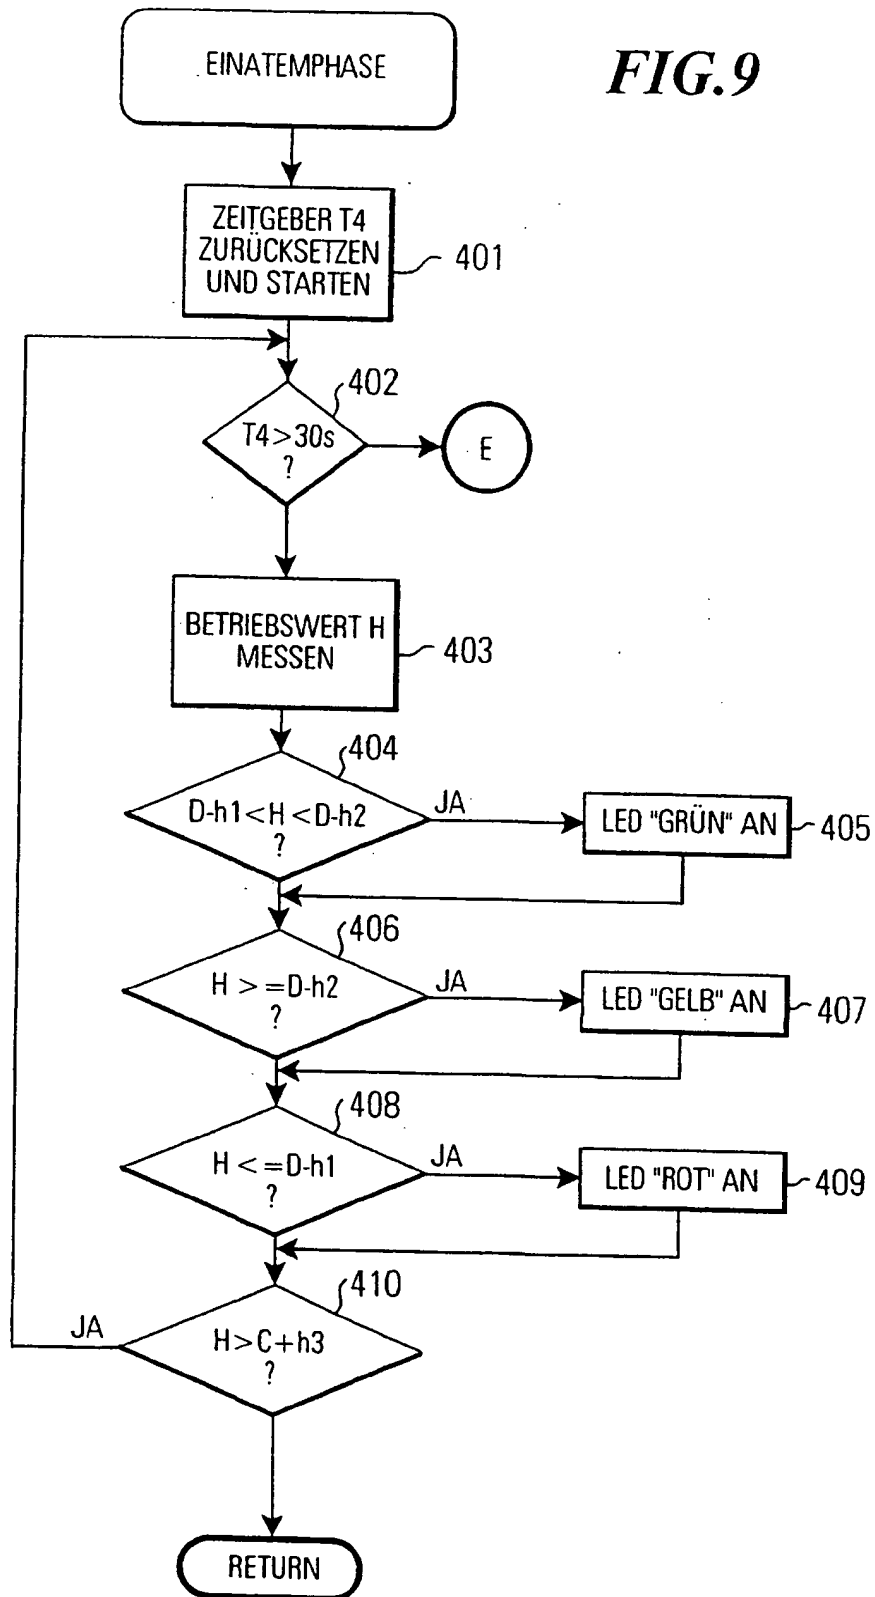 EINATEMPHASE
FIG.9
ZEITGEBER T4
ZURÜCKSETZEN
UND STARTEN
401
402
T4>30s
?
E
BETRIEBSWERT H
MESSEN
403
404
D-h1<H<D-h2
?
JA
LED "GRÜN" AN
405
406
H >=D-h2
?
JA
LED "GELB" AN
407
408
H <=D-h1
?
JA
LED "ROT" AN
409
410
JA
H>C+h3
?
RETURN